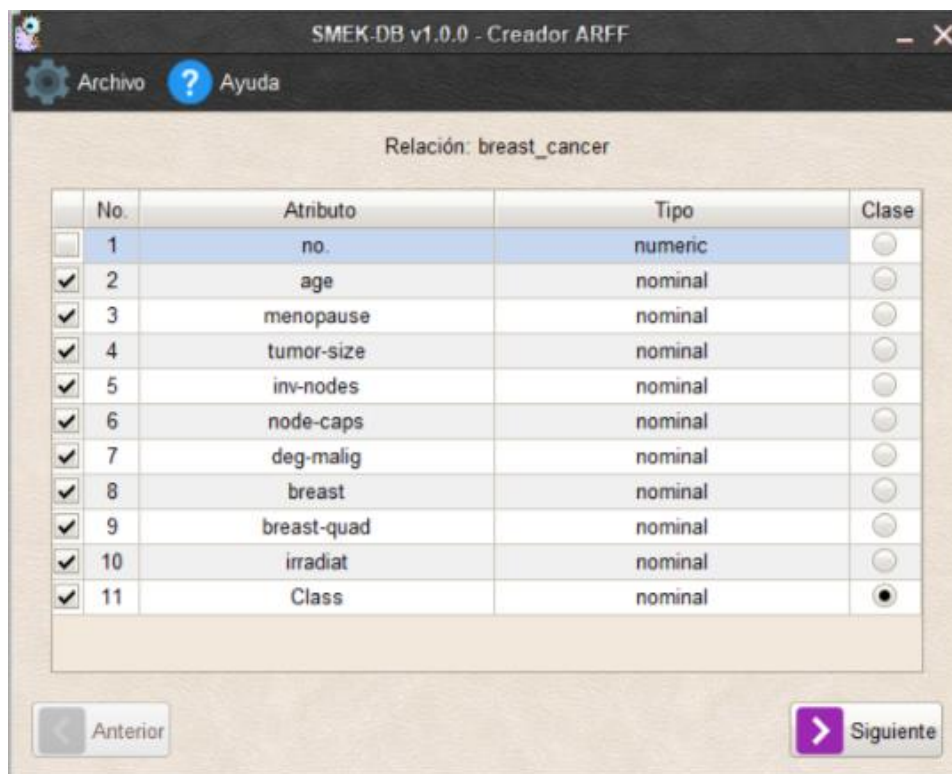 SMEK-DB v1.0.0 - Creador ARFF
Archivo ? Ayuda
Relación: breast_cancer
No. Atributo Tipo Clase
1 no. numeric
2 age nominal
3 menopause nominal
4 tumor-size nominal
5 inv-nodes nominal
6 node-caps nominal
7 deg-malig nominal
8 breast nominal
9 breast-quad nominal
10 irradiat nominal
11 Class nominal
Anterior Siguiente